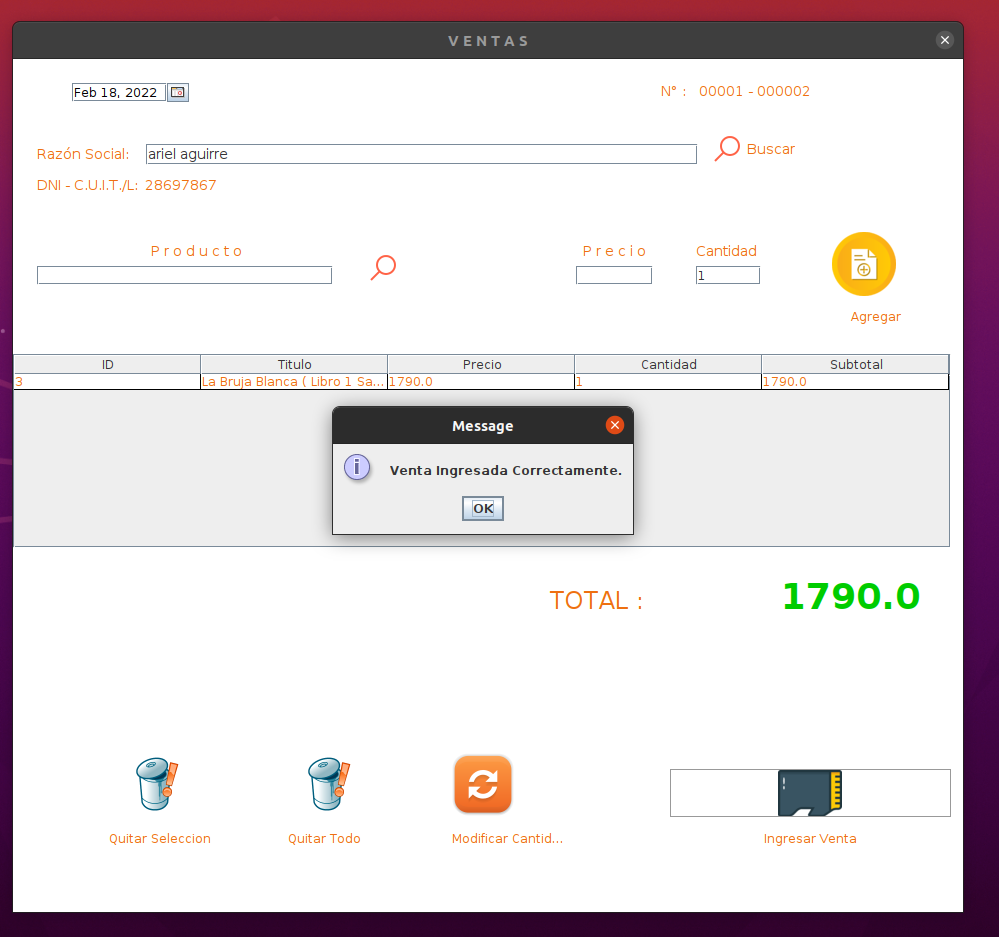 VENTAS
Feb 18, 2022
N° : 00001 - 000002
Razón Social: ariel aguirre
Buscar
DNI - C.U.I.T./L: 28697867
Producto
Precio
Cantidad
1
Agregar
ID Titulo Precio Cantidad Subtotal
3 La Bruja Blanca ( Libro 1 Sa... 1790.0 1 1790.0
Message
Venta Ingresada Correctamente.
OK
TOTAL : 1790.0
Quitar Seleccion
Quitar Todo
Modificar Cantid...
Ingresar Venta